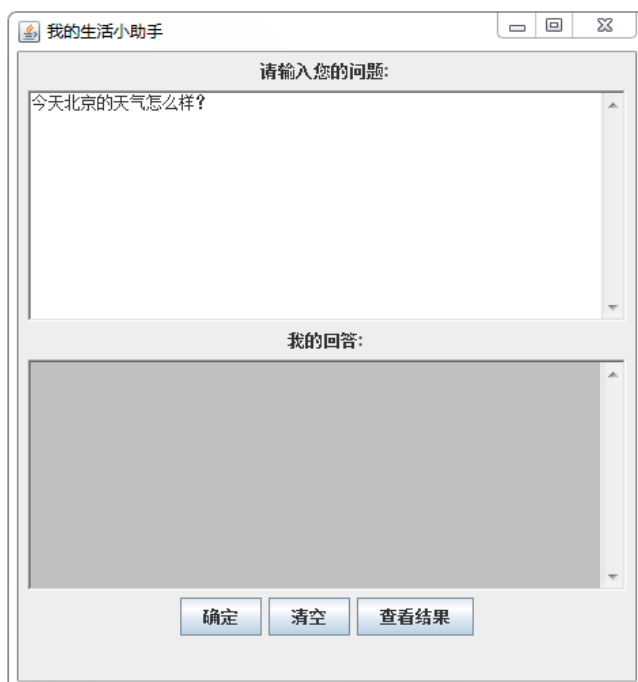 我的生活小助手
请输入您的问题:
今天北京的天气怎么样?
我的回答:
确定 清空 查看结果